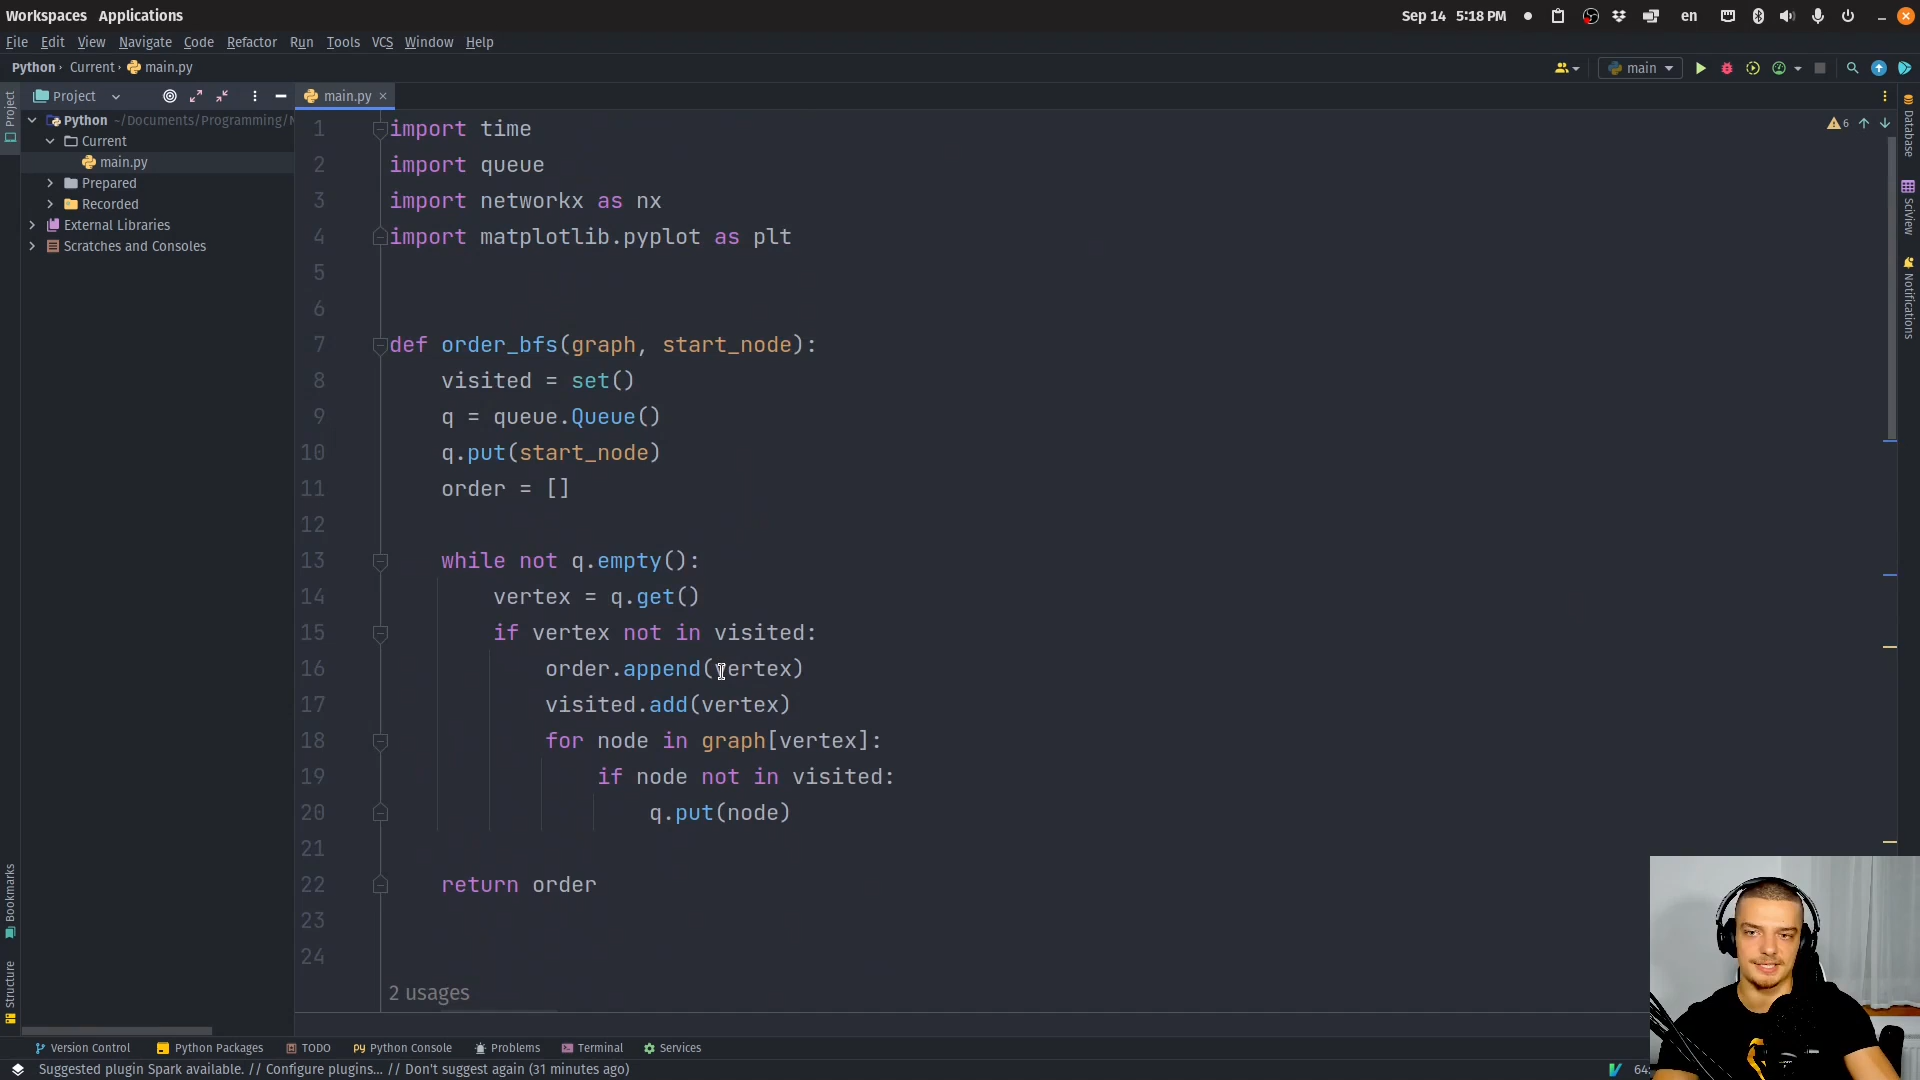 Workspaces Applications
Sep 14 5:18 PM
en
File Edit View Navigate Code Refactor Run Tools VCS Window Help
Python Current main.py
main
Project
main.py
Python ~/Documents/Programming/
Current
main.py
Prepared
Recorded
External Libraries
Scratches and Consoles
Project
Bookmarks
Structure
Database
SciView
Notifications
6
1 import time
2 import queue
3 import networkx as nx
4 import matplotlib.pyplot as plt
5
6
7 def order_bfs(graph, start_node):
8 visited = set()
9 q = queue.Queue()
10 q.put(start_node)
11 order = []
12
13 while not q.empty():
14 vertex = q.get()
15 if vertex not in visited:
16 order.append(vertex)
17 visited.add(vertex)
18 for node in graph[vertex]:
19 if node not in visited:
20 q.put(node)
21
22 return order
23
24
2 usages
Version Control Python Packages TODO Python Console Problems Terminal Services
Suggested plugin Spark available. // Configure plugins... // Don't suggest again (31 minutes ago)